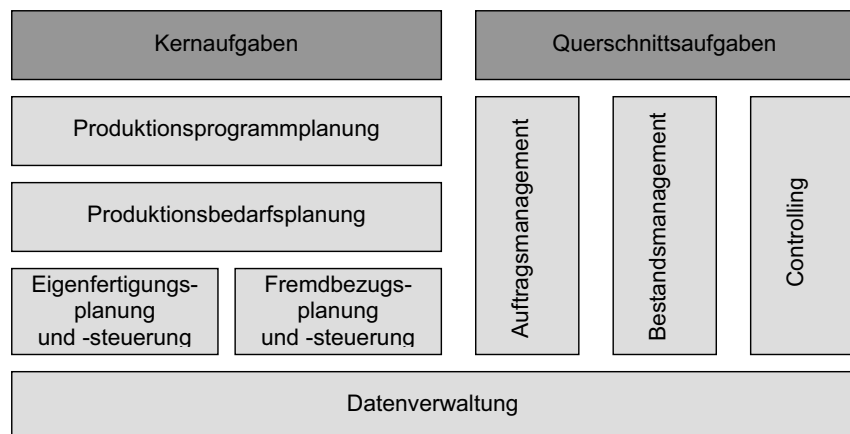 Kernaufgaben
Querschnittsaufgaben
Produktionsprogrammplanung
Produktionsbedarfsplanung
Eigenfertigungs-
planung
und -steuerung
Fremdbezugs-
planung
und -steuerung
Auftragsmanagement
Bestandsmanagement
Controlling
Datenverwaltung